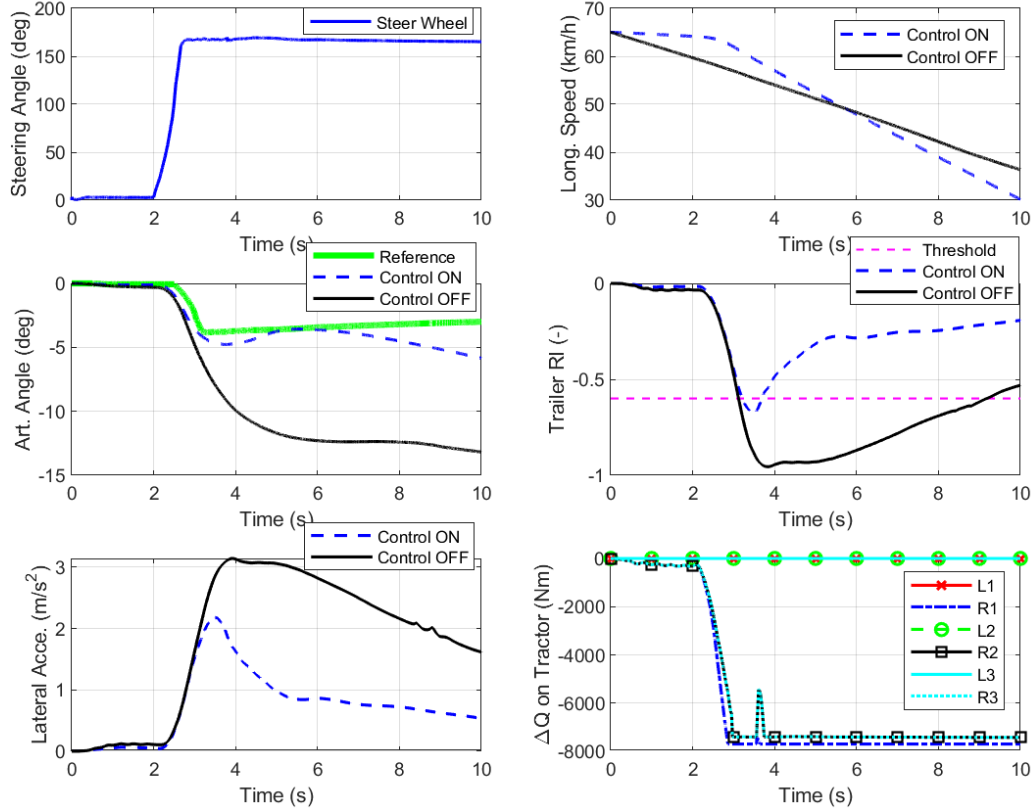 Steering Angle (deg)
200
150
100
50
0
0 2 4 6 8 10
Time (s)
Steer Wheel
Long. Speed (km/h)
70
60
50
40
30
0 2 4 6 8 10
Time (s)
Control ON
Control OFF
Art. Angle (deg)
0
-5
-10
-15
0 2 4 6 8 10
Time (s)
Reference
Control ON
Control OFF
Trailer RI (-)
0
-0.5
-1
0 2 4 6 8 10
Time (s)
Threshold
Control ON
Control OFF
Lateral Acce. (m/s²)
3
2
1
0
0 2 4 6 8 10
Time (s)
Control ON
Control OFF
ΔQ on Tractor (Nm)
0
-2000
-4000
-6000
-8000
0 2 4 6 8 10
Time (s)
L1
R1
L2
R2
L3
R3